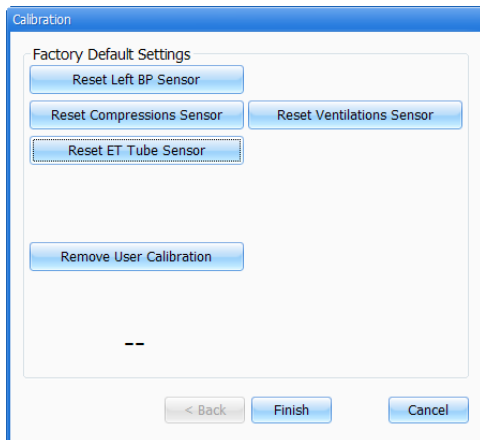 Calibration
Factory Default Settings
Reset Left BP Sensor
Reset Compressions Sensor
Reset Ventilations Sensor
Reset ET Tube Sensor
Remove User Calibration
--
< Back
Finish
Cancel